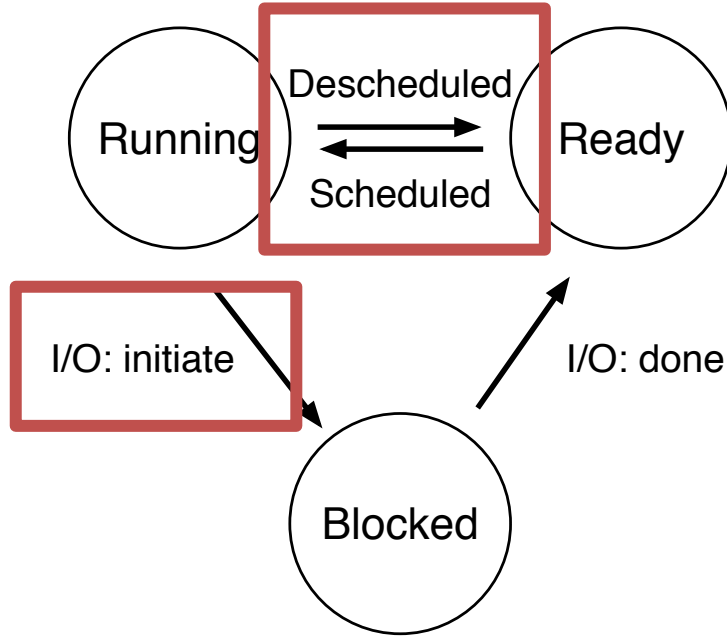 Descheduled
Running
Ready
Scheduled
I/O: initiate
I/O: done
Blocked